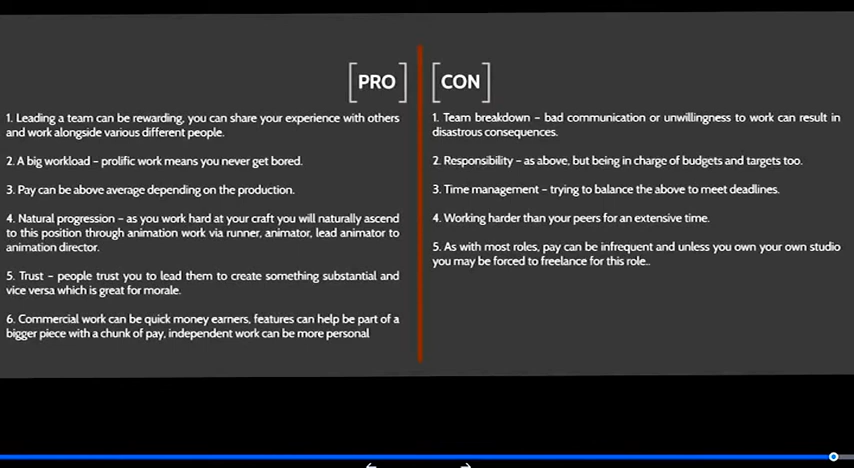 [PRO]
1. Leading a team can be rewarding, you can share your experience with others
and work alongside various different people.
2. A big workload – prolific work means you never get bored.
3. Pay can be above average depending on the production.
4. Natural progression – as you work hard at your craft you will naturally ascend
to this position through animation work via runner, animator, lead animator to
animation director.
5. Trust – people trust you to lead them to create something substantial and
vice versa which is great for morale.
6. Commercial work can be quick money earners, features can help be part of a
bigger piece with a chunk of pay, independent work can be more personal
[CON]
1. Team breakdown – bad communication or unwillingness to work can result in
disastrous consequences.
2. Responsibility – as above, but being in charge of budgets and targets too.
3. Time management – trying to balance the above to meet deadlines.
4. Working harder than your peers for an extensive time.
5. As with most roles, pay can be infrequent and unless you own your own studio
you may be forced to freelance for this role..